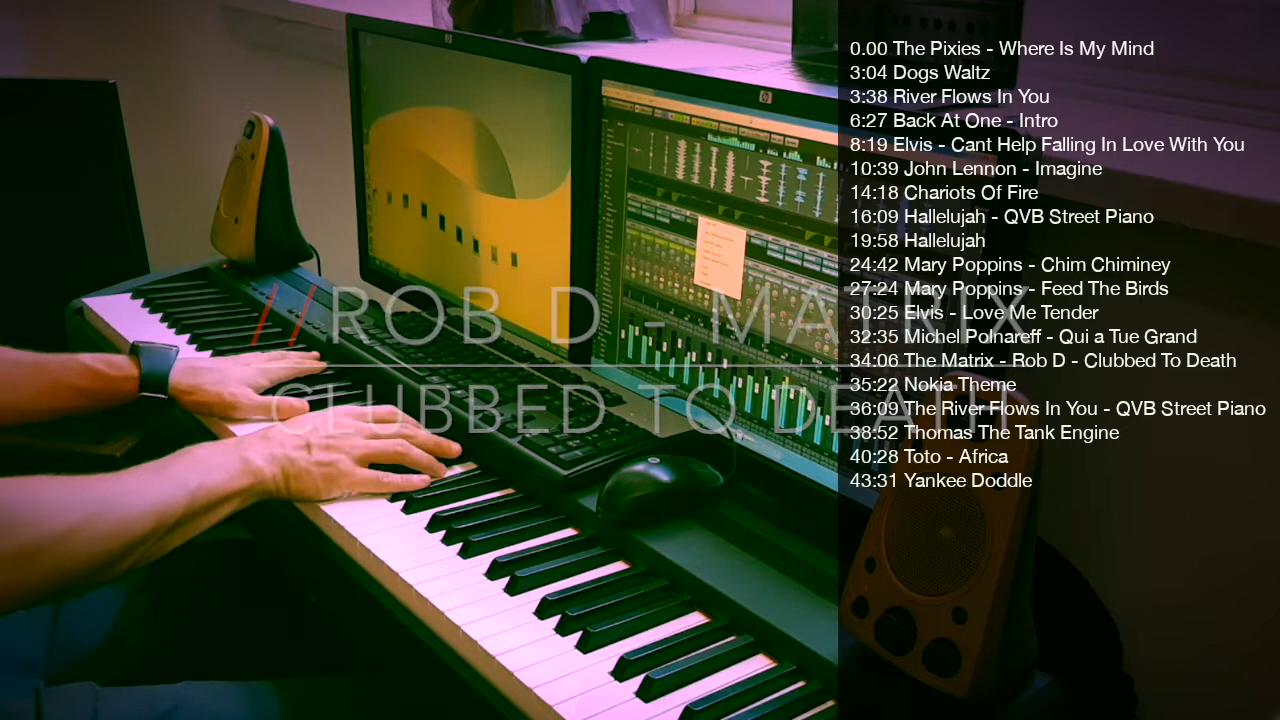 0.00 The Pixies - Where Is My Mind
3:04 Dogs Waltz
3:38 River Flows In You
6:27 Back At One - Intro
8:19 Elvis - Cant Help Falling In Love With You
10:39 John Lennon - Imagine
14:18 Chariots Of Fire
16:09 Hallelujah - QVB Street Piano
19:58 Hallelujah
24:42 Mary Poppins - Chim Chiminey
27:24 Mary Poppins - Feed The Birds
30:25 Elvis - Love Me Tender
32:35 Michel Polnareff - Qui a Tue Grand
34:06 The Matrix - Rob D - Clubbed To Death
35:22 Nokia Theme
36:09 The River Flows In You - QVB Street Piano
38:52 Thomas The Tank Engine
40:28 Toto - Africa
43:31 Yankee Doddle
// ROB D - MATRIX
CLUBBED TO DEATH